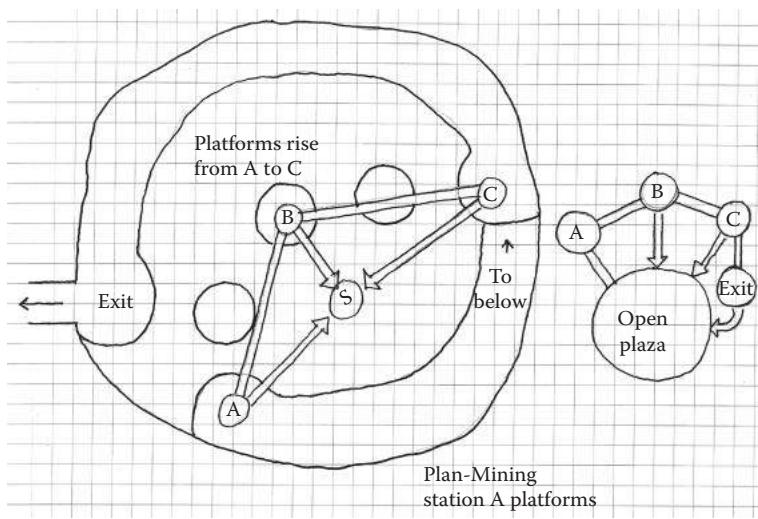 Platforms rise
from A to C
B
C
S
A
Exit
To
below
B
A
C
Exit
Open
plaza
Plan-Mining
station A platforms